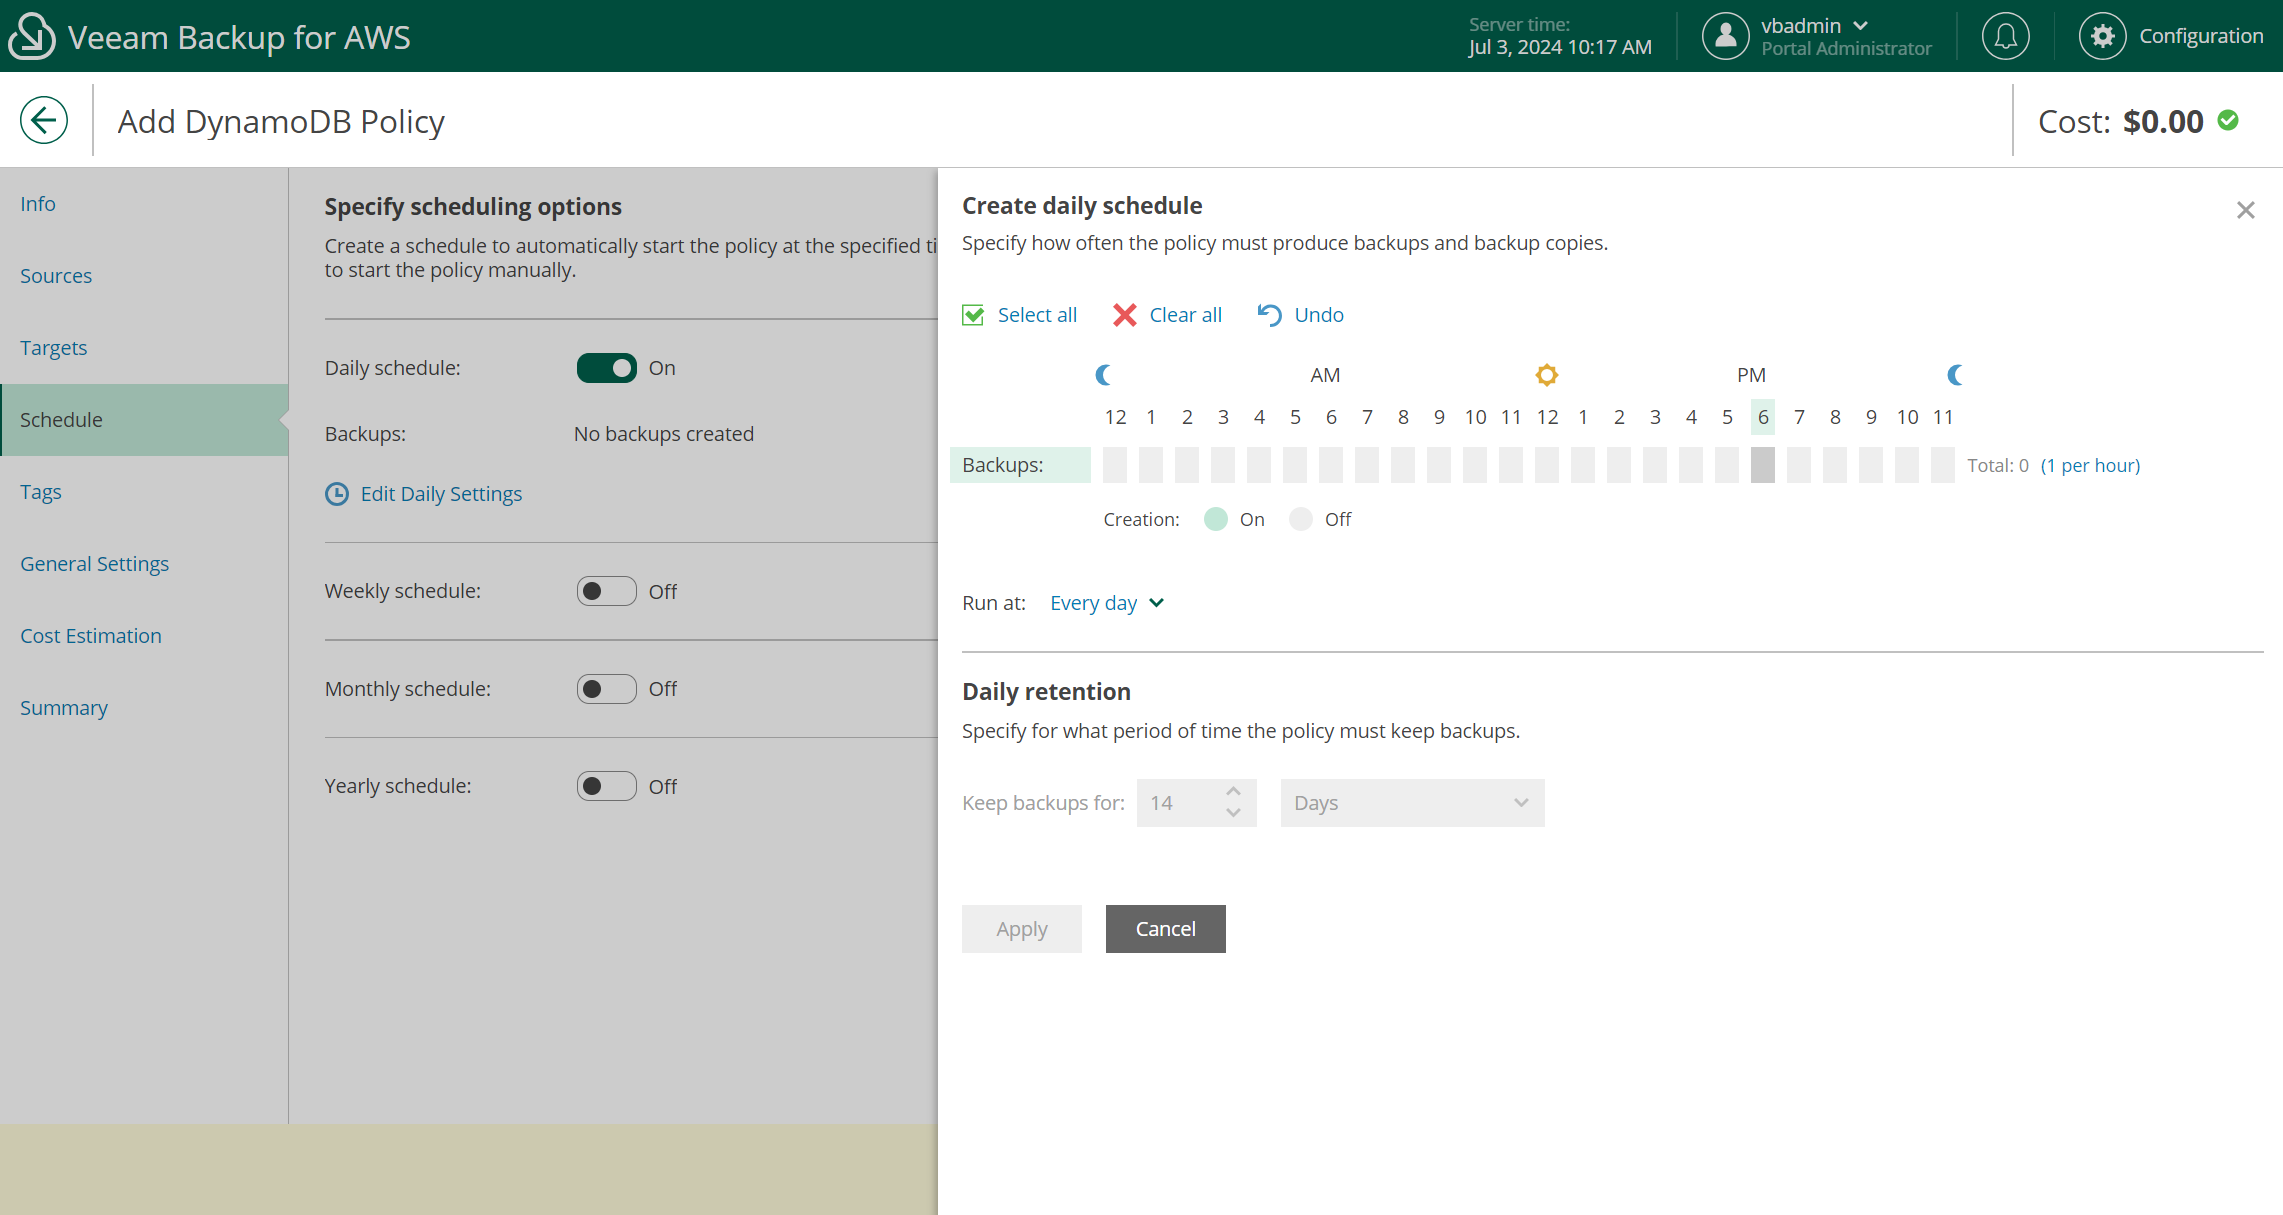 Veeam Backup for AWS
Server time:
Jul 3, 2024 10:17 AM
vbadmin
Portal Administrator
Configuration
Add DynamoDB Policy
Cost: $0.00
Info
Sources
Targets
Schedule
Tags
General Settings
Cost Estimation
Summary
Specify scheduling options
Create a schedule to automatically start the policy at the specified ti
to start the policy manually.
Daily schedule: On
Backups: No backups created
Edit Daily Settings
Weekly schedule: Off
Monthly schedule: Off
Yearly schedule: Off
Create daily schedule
Specify how often the policy must produce backups and backup copies.
Select all Clear all Undo
AM PM
12 1 2 3 4 5 6 7 8 9 10 11 12 1 2 3 4 5 6 7 8 9 10 11
Backups: Total: 0 (1 per hour)
Creation: On Off
Run at: Every day
Daily retention
Specify for what period of time the policy must keep backups.
Keep backups for: 14 Days
Apply Cancel